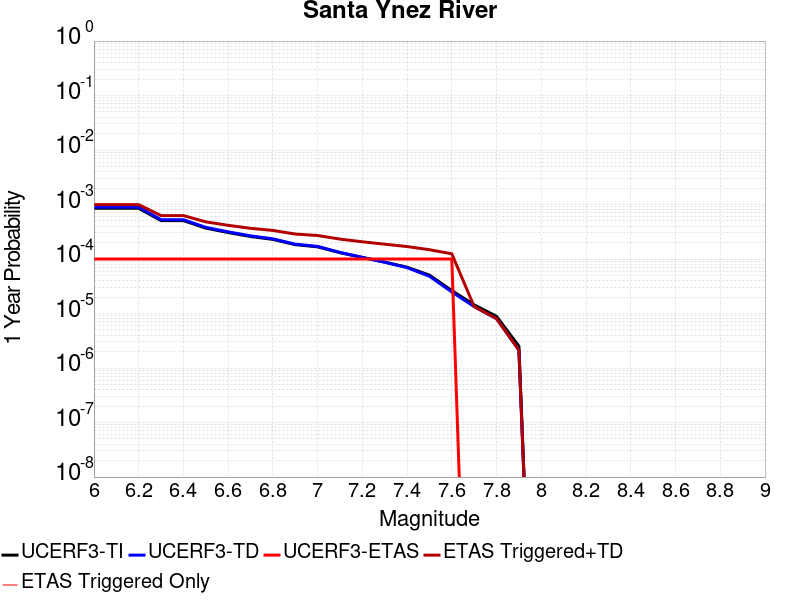 Santa Ynez River
10^0
10^-1
10^-2
10^-3
10^-4
10^-5
10^-6
10^-7
10^-8
1 Year Probability
6 6.2 6.4 6.6 6.8 7 7.2 7.4 7.6 7.8 8 8.2 8.4 8.6 8.8 9
Magnitude
UCERF3-TI UCERF3-TD UCERF3-ETAS ETAS Triggered+TD
ETAS Triggered Only